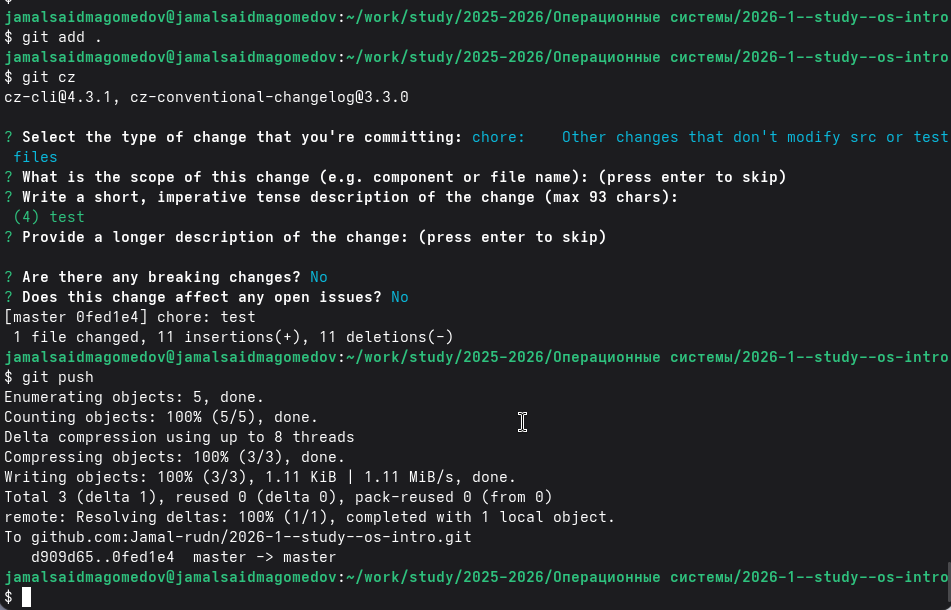 $
jamalsaidmagomedov@jamalsaidmagomedov:~/work/study/2025-2026/Операционные системы/2026-1--study--os-intro
$ git add .
jamalsaidmagomedov@jamalsaidmagomedov:~/work/study/2025-2026/Операционные системы/2026-1--study--os-intro
$ git cz
cz-cli@4.3.1, cz-conventional-changelog@3.3.0
? Select the type of change that you're committing: chore:    Other changes that don't modify src or test
files
? What is the scope of this change (e.g. component or file name): (press enter to skip)
? Write a short, imperative tense description of the change (max 93 chars):
(4) test
? Provide a longer description of the change: (press enter to skip)
? Are there any breaking changes? No
? Does this change affect any open issues? No
[master 0fed1e4] chore: test
1 file changed, 11 insertions(+), 11 deletions(-)
jamalsaidmagomedov@jamalsaidmagomedov:~/work/study/2025-2026/Операционные системы/2026-1--study--os-intro
$ git push
Enumerating objects: 5, done.
Counting objects: 100% (5/5), done.
Delta compression using up to 8 threads
Compressing objects: 100% (3/3), done.
Writing objects: 100% (3/3), 1.11 KiB | 1.11 MiB/s, done.
Total 3 (delta 1), reused 0 (delta 0), pack-reused 0 (from 0)
remote: Resolving deltas: 100% (1/1), completed with 1 local object.
To github.com:Jamal-rudn/2026-1--study--os-intro.git
d909d65..0fed1e4  master -> master
jamalsaidmagomedov@jamalsaidmagomedov:~/work/study/2025-2026/Операционные системы/2026-1--study--os-intro
$